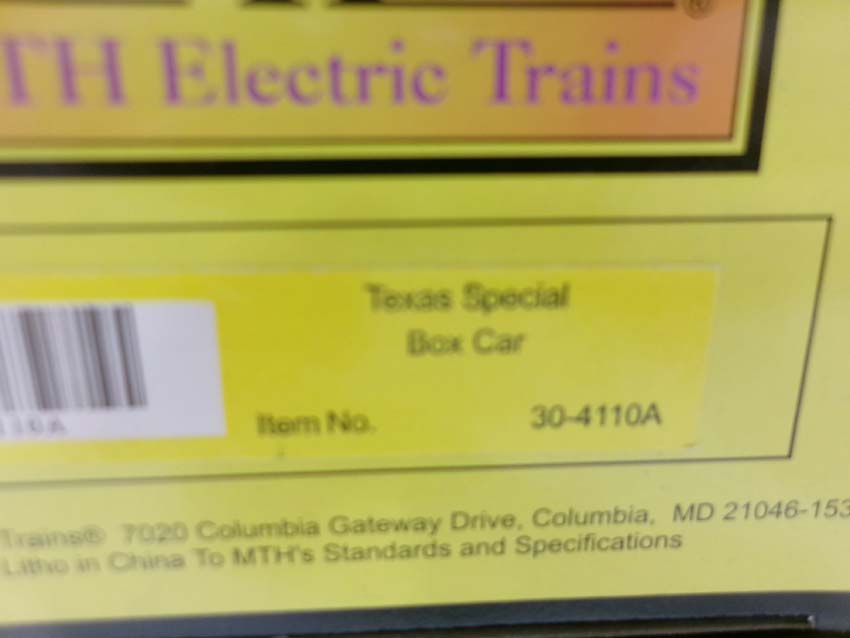 TH Electric Trains
Texas Special
Box Car
Item No. 30-4110A
Trains® 7020 Columbia Gateway Drive, Columbia, MD 21046-153
Litho in China To MTH's Standards and Specifications